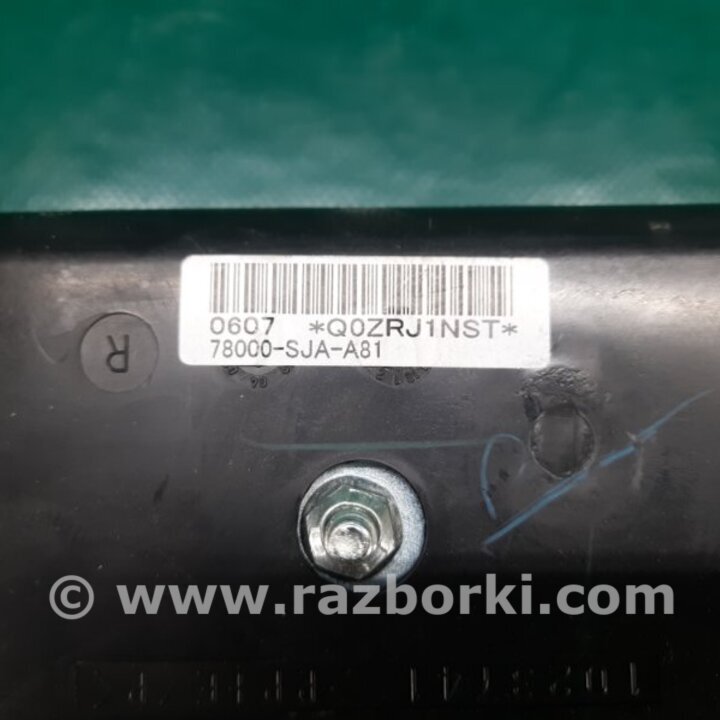 0607 *Q0ZRJ1NST*
78000-SJA-A81
R
© www.razborki.com